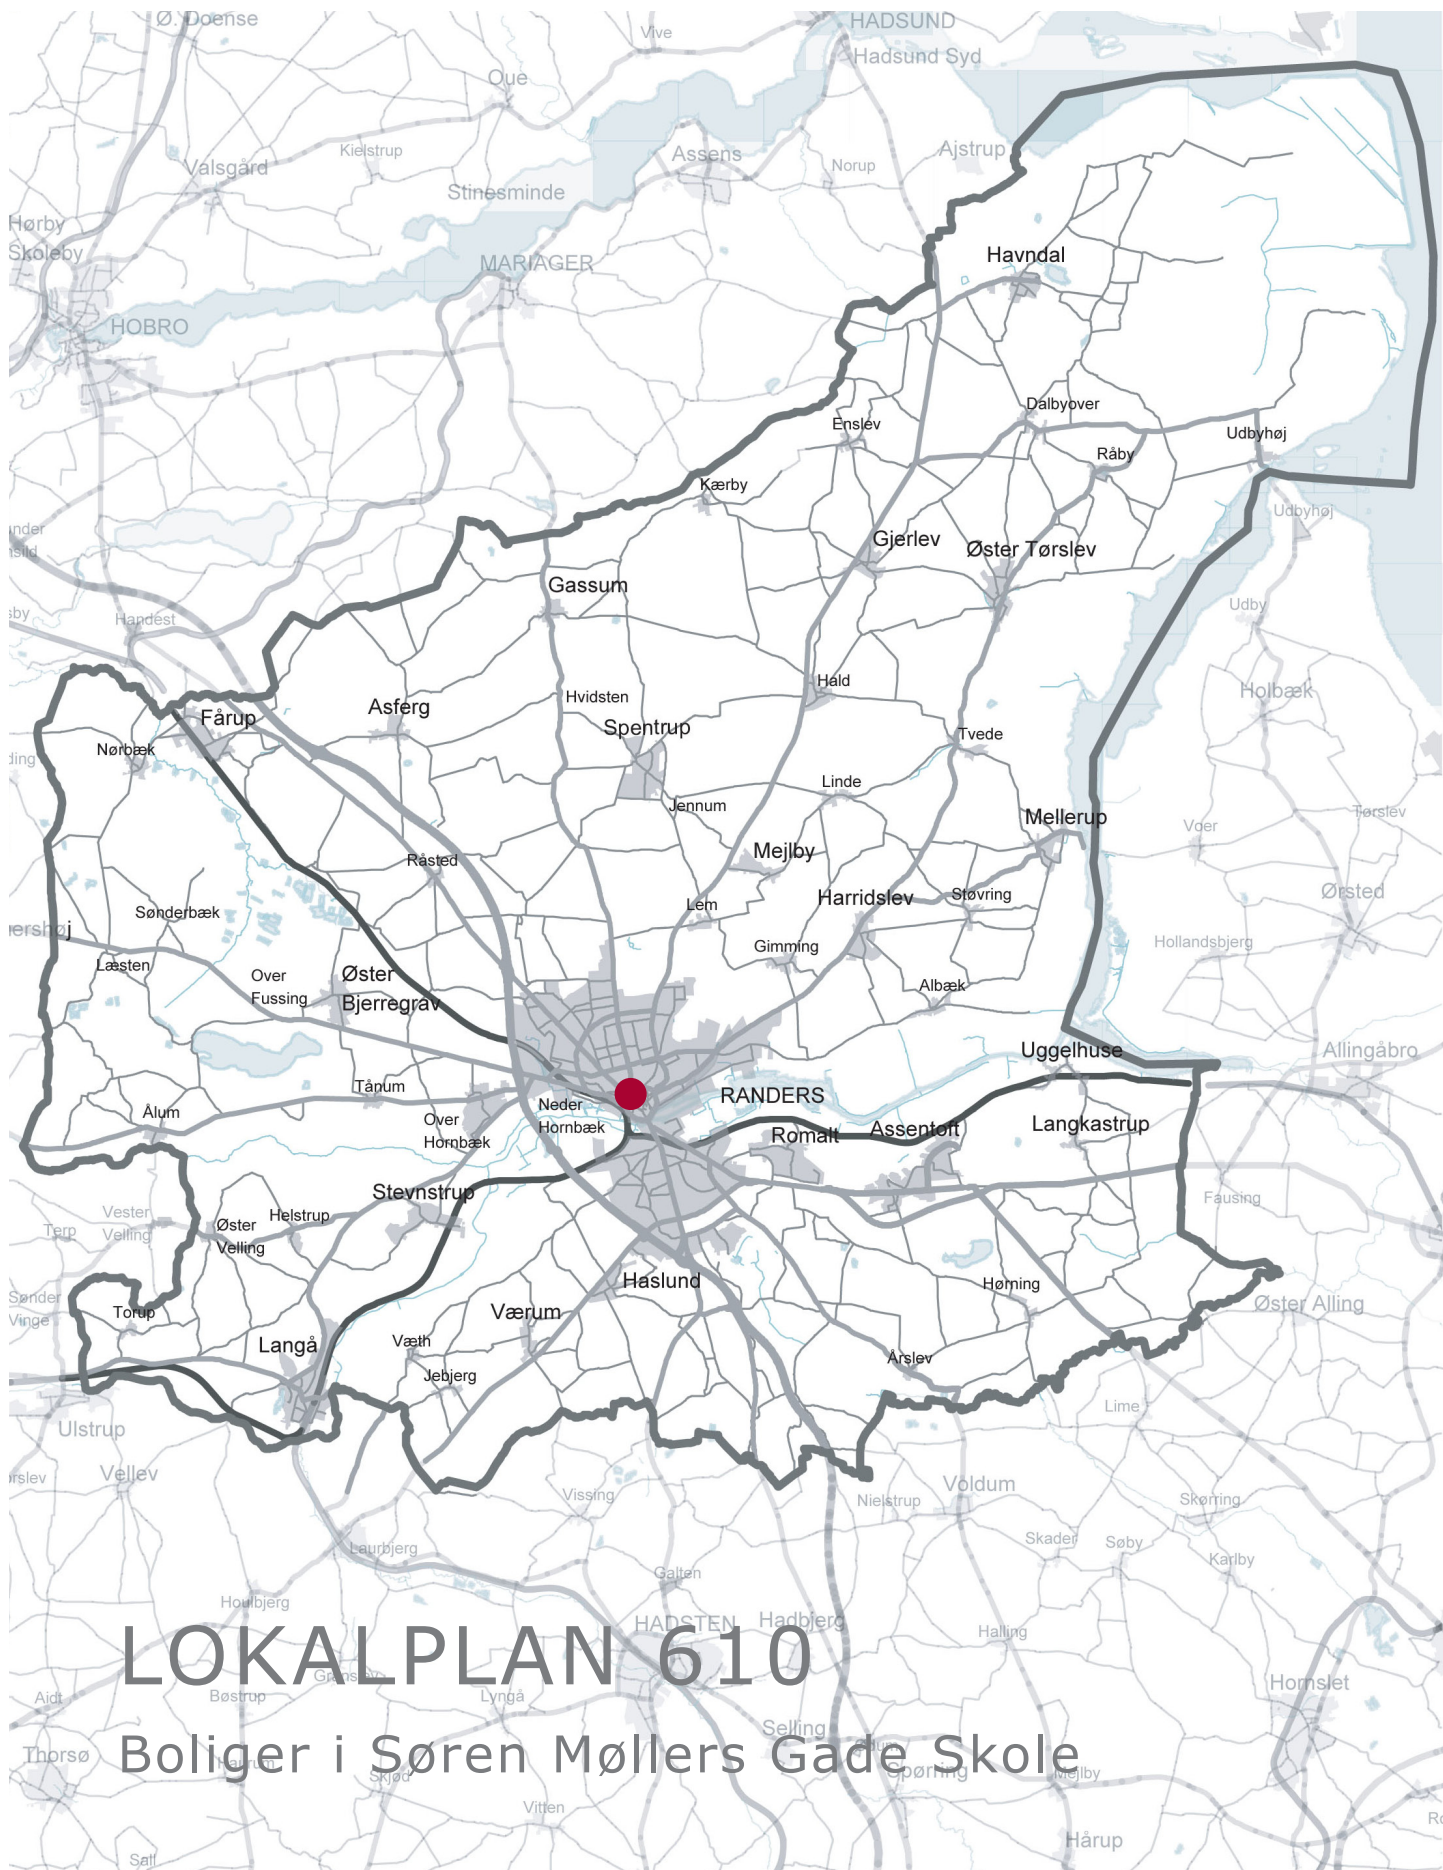 Ø. Doense
HADSUND
Vive
Hadsund Syd
Oue
Kielstrup
Assens
Ajstrup
Norup
Valsgård
Stinesminde
Hørby
Skoleby
Havndal
MARIAGER
HOBRO
Dalbyover
Enslev
Udbyhøj
Råby
Kærby
Udbyhøj
Gjerlev
Øster Tørslev
Gassum
Udby
Handest
Hald
Holbæk
Hvidsten
Asferg
Fårup
Spentrup
Tvede
Nørbæk
Linde
Jennum
Mellerup
Tørslev
Voer
Mejlby
Råsted
Ørsted
Harridslev
Støvring
Lem
Sønderbæk
ershøj
Hollandsbjerg
Gimming
Læsten
Øster
Bjerregrav
Over
Fussing
Albæk
Uggelhuse
Allingåbro
Tånum
RANDERS
Neder
Hornbæk
Ålum
Over
Hornbæk
Langkastrup
Romalt
Assentoft
Stevnstrup
Fausing
Vester
Velling
Helstrup
Terp
Øster
Velling
Haslund
Hørning
Sønder
Vinge
Øster Alling
Torup
Værum
Væth
Langå
Årslev
Jebjerg
Lime
Ulstrup
Vellev
rslev
Voldum
Vissing
Nielstrup
Skørring
Skader
Søby
Laurbjerg
Karlby
Galten
Houlbjerg
HADSTEN
Hadbjerg
Halling
LOKALPLAN 610
Granslev
Hornslet
Aidt
Bøstrup
Lyngå
Selling
Boliger i Søren Møllers Gade Skole
Thorsø
Skjød
Spørring
Mejlby
Vitten
Hårup
Sall